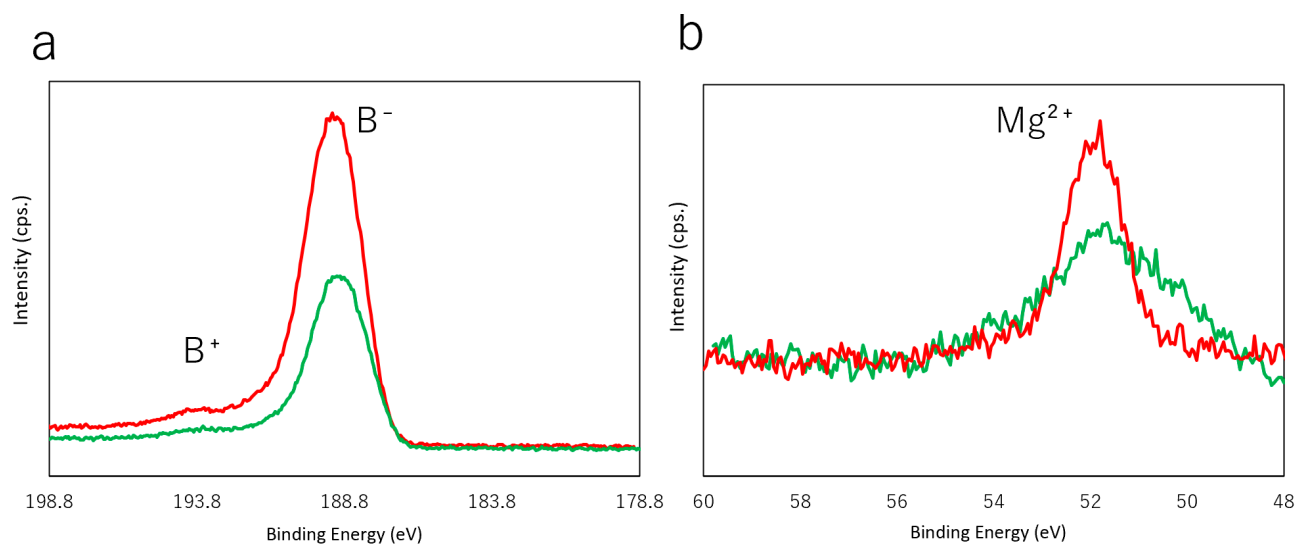 a
B⁻
B⁺
Intensity (cps.)
198.8 193.8 188.8 183.8 178.8
Binding Energy (eV)
b
Mg²⁺
Intensity (cps.)
60 58 56 54 52 50 48
Binding Energy (eV)